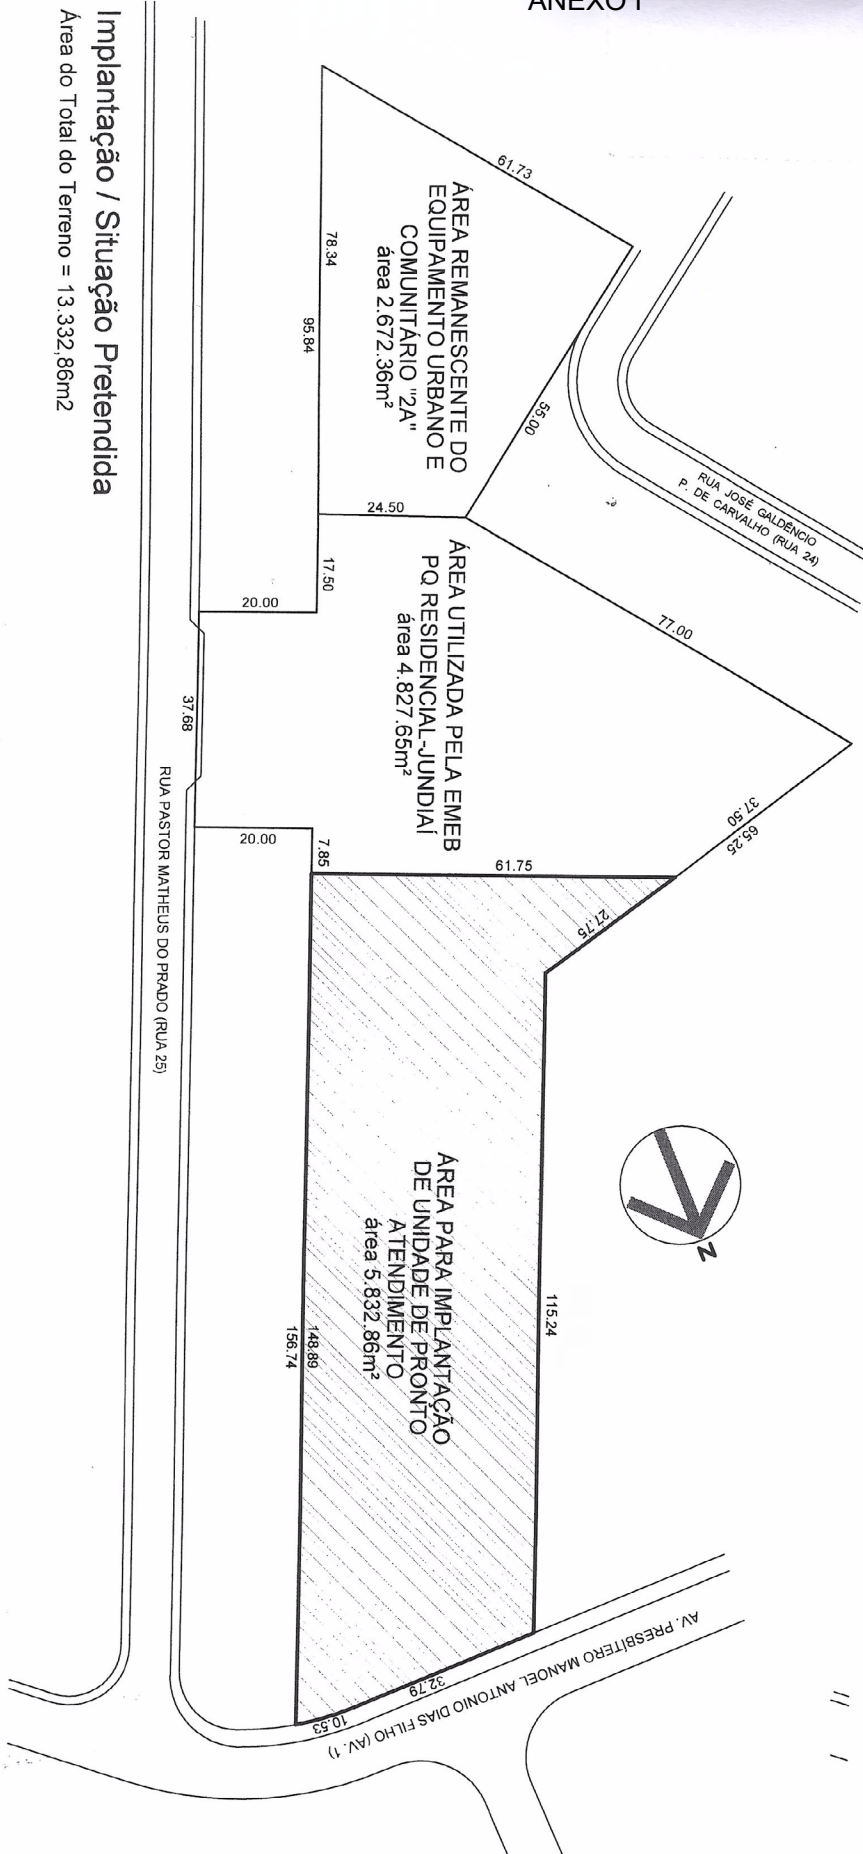 ANEXO I
Implantação / Situação Pretendida
Área do Total do Terreno = 13.332,86m2
ÁREA REMANESCENTE DO
EQUIPAMENTO URBANO E
COMUNITÁRIO "2A"
área 2.672.36m²
61.73
78.34
95.84
55.00
24.50
17.50
20.00
RUA JOSÉ GALDÊNCIO
P. DE CARVALHO (RUA 24)
ÁREA UTILIZADA PELA EMEB
PQ RESIDENCIAL-JUNDIAÍ
área 4.827.65m²
77.00
37.50
65.25
37.68
20.00
7.85
61.75
27.75
RUA PASTOR MATHEUS DO PRADO (RUA 25)
N
ÁREA PARA IMPLANTAÇÃO
DE UNIDADE DE PRONTO
ATENDIMENTO
área 5.832.86m²
115.24
148.89
156.74
32.79
10.53
AV. PRESBÍTERO MANOEL ANTONIO DIAS FILHO (AV. 1)